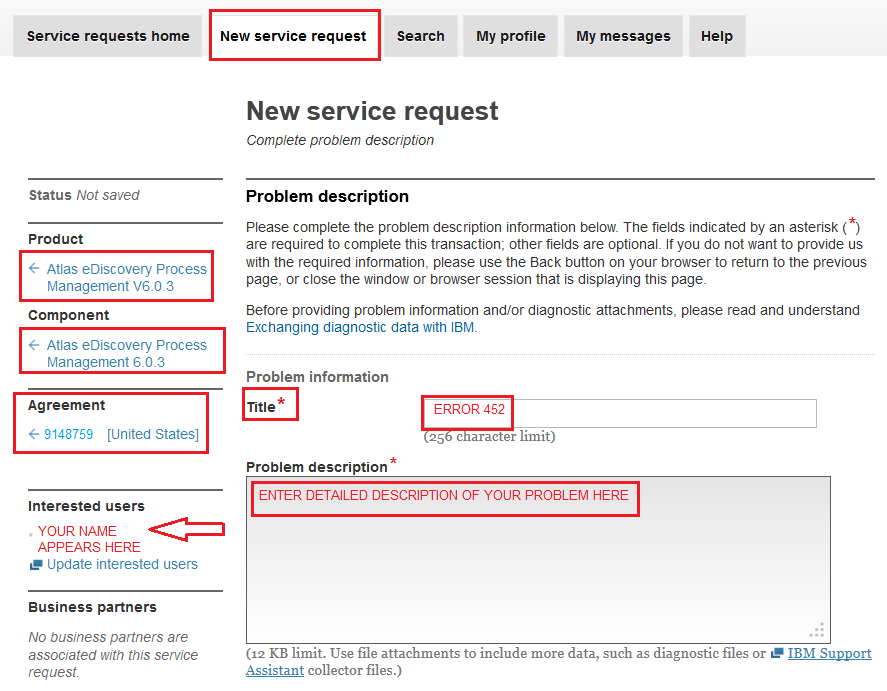 Service requests home New service request Search My profile My messages Help
New service request
Complete problem description
Status Not saved
Product
← Atlas eDiscovery Process
Management V6.0.3
Component
← Atlas eDiscovery Process
Management 6.0.3
Agreement
← 9148759 [United States]
Interested users
YOUR NAME
APPEARS HERE
Update interested users
Business partners
No business partners are
associated with this service
request.
Problem description
Please complete the problem description information below. The fields indicated by an asterisk (*)
are required to complete this transaction; other fields are optional. If you do not want to provide us
with the required information, please use the Back button on your browser to return to the previous
page, or close the window or browser session that is displaying this page.
Before providing problem information and/or diagnostic attachments, please read and understand
Exchanging diagnostic data with IBM.
Problem information
Title* ERROR 452
(256 character limit)
Problem description*
ENTER DETAILED DESCRIPTION OF YOUR PROBLEM HERE
(12 KB limit. Use file attachments to include more data, such as diagnostic files or IBM Support
Assistant collector files.)